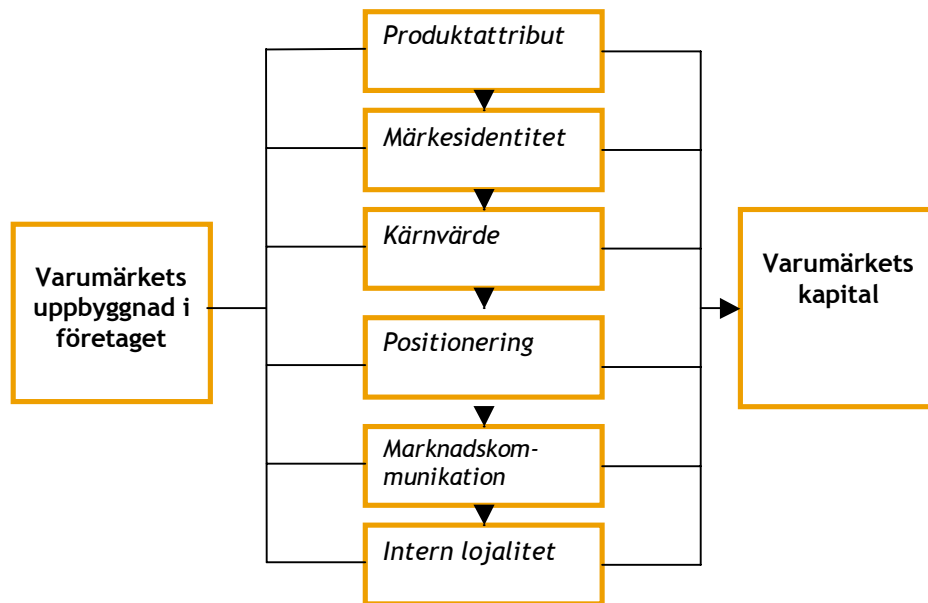 Produktattribut
Märkesidentitet
Kärnvärde
Varumärkets
uppbyggnad i
företaget
Varumärkets
kapital
Positionering
Marknadskom-
munikation
Intern lojalitet